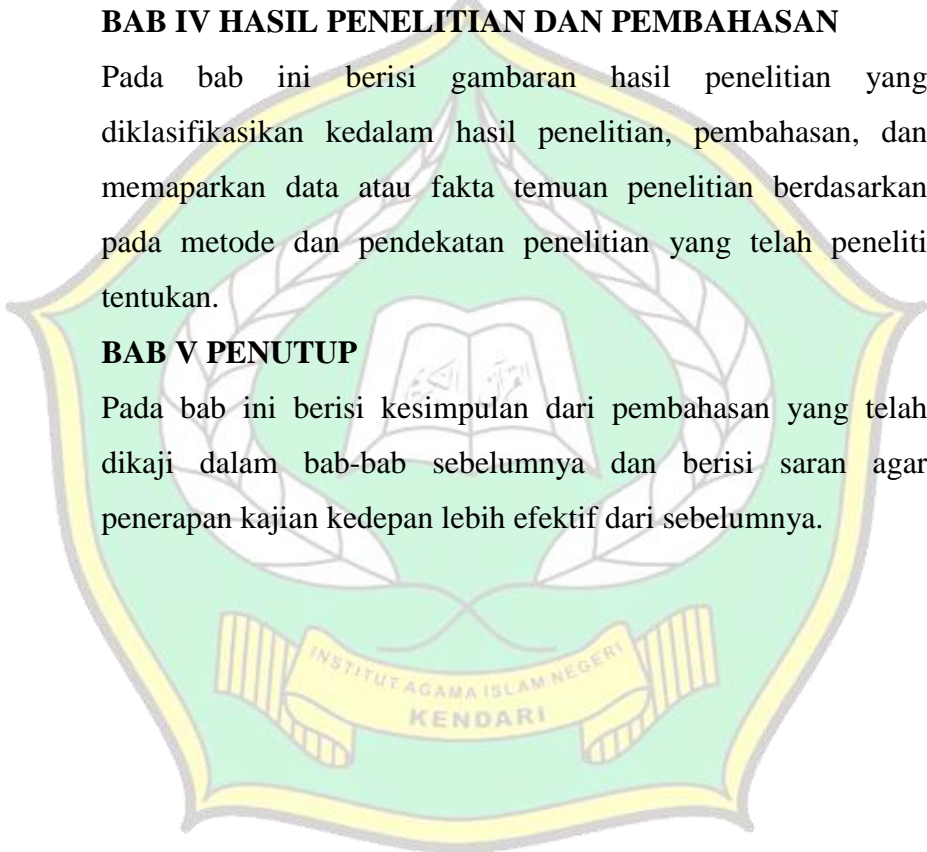 BAB IV HASIL PENELITIAN DAN PEMBAHASAN
Pada bab ini berisi gambaran hasil penelitian yang
diklasifikasikan kedalam hasil penelitian, pembahasan, dan
memaparkan data atau fakta temuan penelitian berdasarkan
pada metode dan pendekatan penelitian yang telah peneliti
tentukan.
BAB V PENUTUP
Pada bab ini berisi kesimpulan dari pembahasan yang telah
dikaji dalam bab-bab sebelumnya dan berisi saran agar
penerapan kajian kedepan lebih efektif dari sebelumnya.
INSTITUT AGAMA ISLAM NEGERI
KENDARI